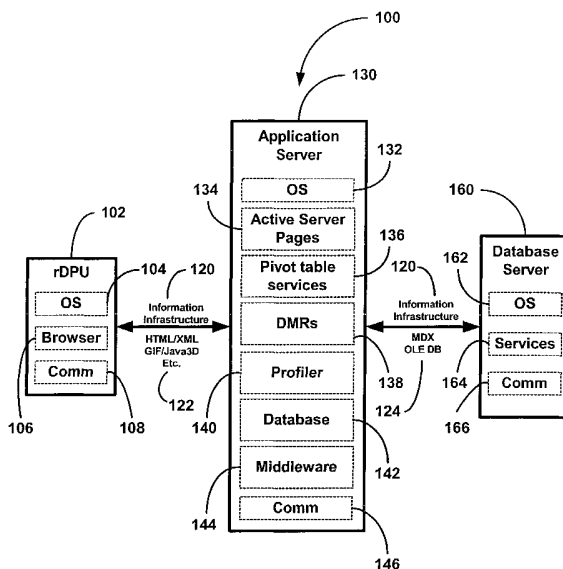 100
130
Application
Server
132
OS
134
Active Server
Pages
136
Pivot table
services
DMRs
138
Profiler
140
Database
142
Middleware
144
Comm
146
102
rDPU
104
OS
Browser
106
Comm
108
120
Information
Infrastructure
HTML/XML
GIF/Java3D
Etc.
122
120
Information
Infrastructure
MDX
OLE DB
124
160
Database
Server
162
OS
Services
164
Comm
166